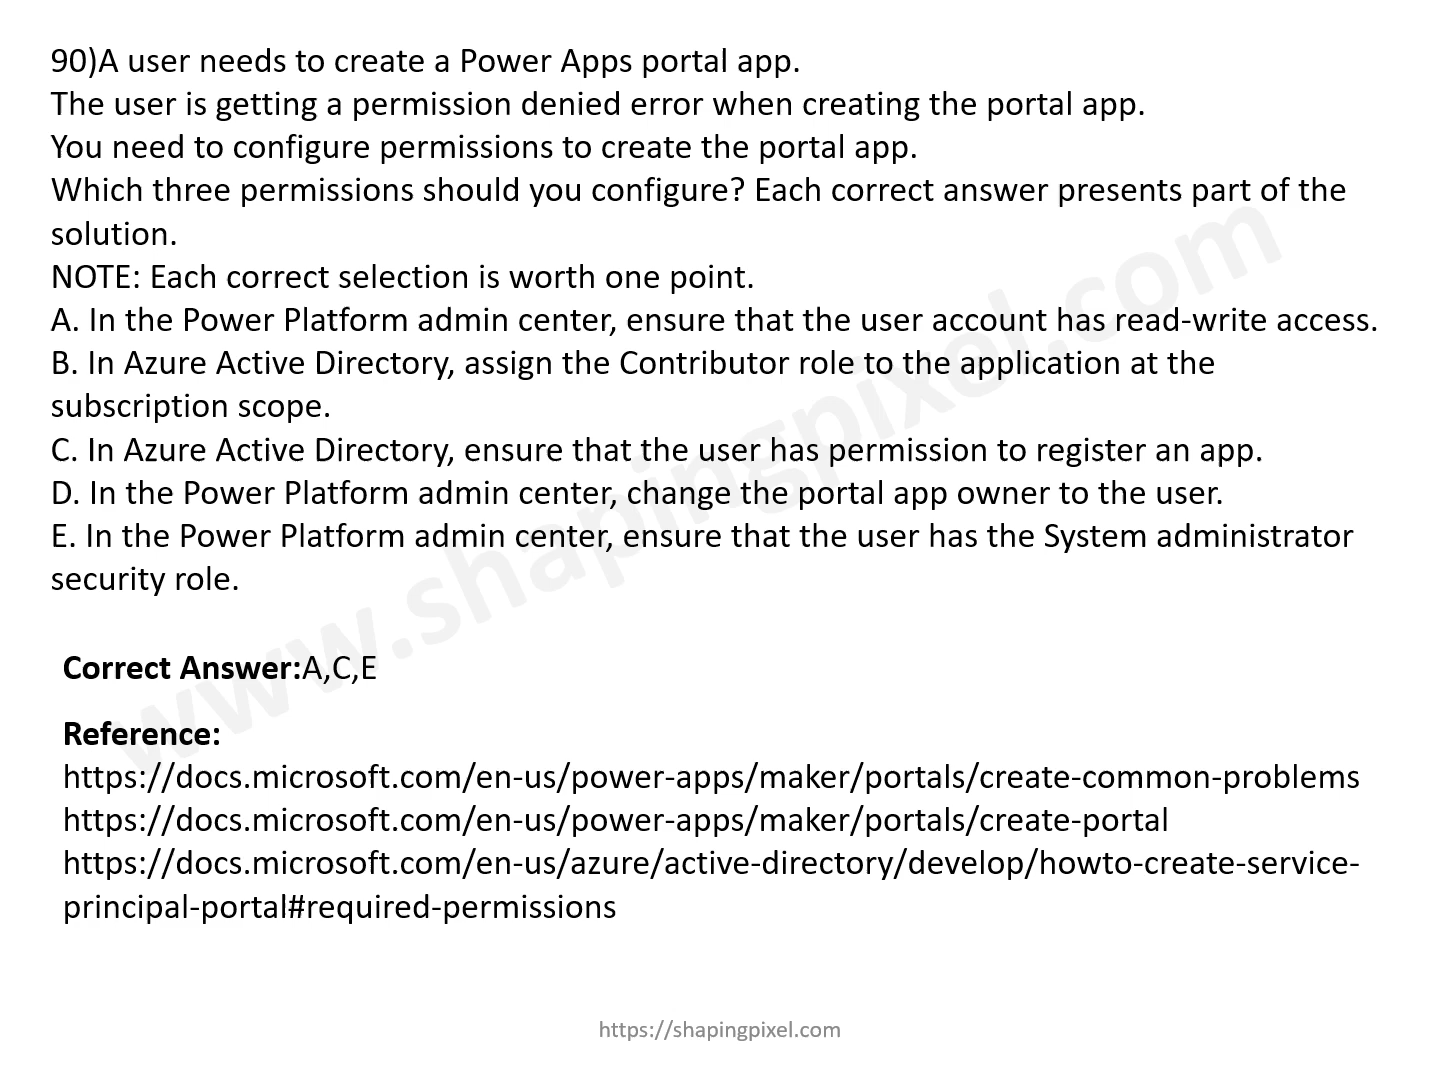 90)A user needs to create a Power Apps portal app.
The user is getting a permission denied error when creating the portal app.
You need to configure permissions to create the portal app.
Which three permissions should you configure? Each correct answer presents part of the
solution.
NOTE: Each correct selection is worth one point.
A. In the Power Platform admin center, ensure that the user account has read-write access.
B. In Azure Active Directory, assign the Contributor role to the application at the
subscription scope.
C. In Azure Active Directory, ensure that the user has permission to register an app.
D. In the Power Platform admin center, change the portal app owner to the user.
E. In the Power Platform admin center, ensure that the user has the System administrator
security role.
www.shapingpixel.com
Correct Answer:A,C,E
Reference:
https://docs.microsoft.com/en-us/power-apps/maker/portals/create-common-problems
https://docs.microsoft.com/en-us/power-apps/maker/portals/create-portal
https://docs.microsoft.com/en-us/azure/active-directory/develop/howto-create-service-
principal-portal#required-permissions
https://shapingpixel.com